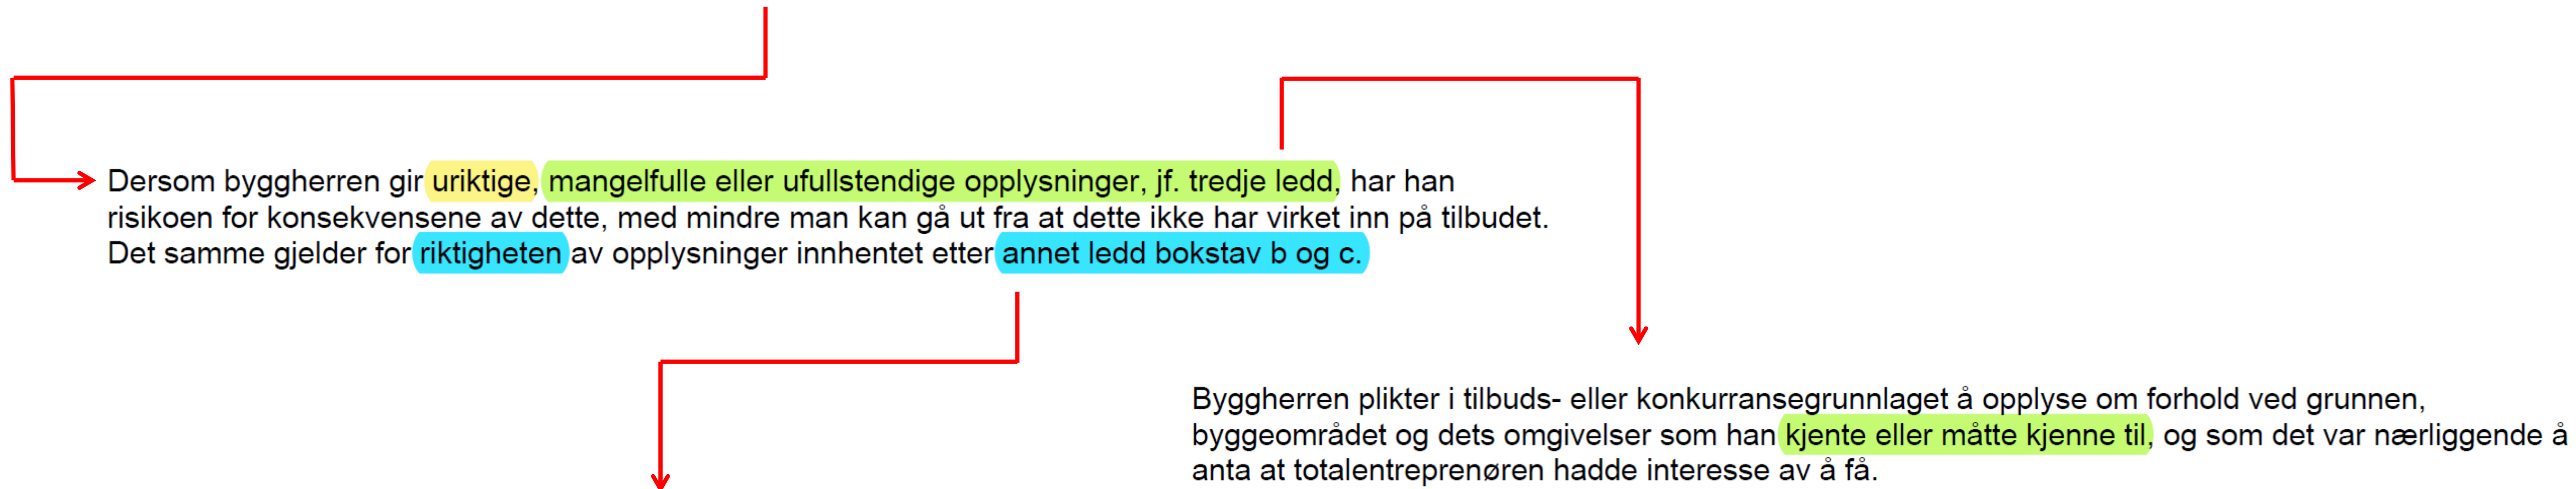 Dersom byggherren gir uriktige, mangelfulle eller ufullstendige opplysninger, jf. tredje ledd, har han
risikoen for konsekvensene av dette, med mindre man kan gå ut fra at dette ikke har virket inn på tilbudet.
Det samme gjelder for riktigheten av opplysninger innhentet etter annet ledd bokstav b og c.
Byggherren plikter i tilbuds- eller konkurransegrunnlaget å opplyse om forhold ved grunnen,
byggeområdet og dets omgivelser som han kjente eller måtte kjenne til, og som det var nærliggende å
anta at totalentreprenøren hadde interesse av å få.